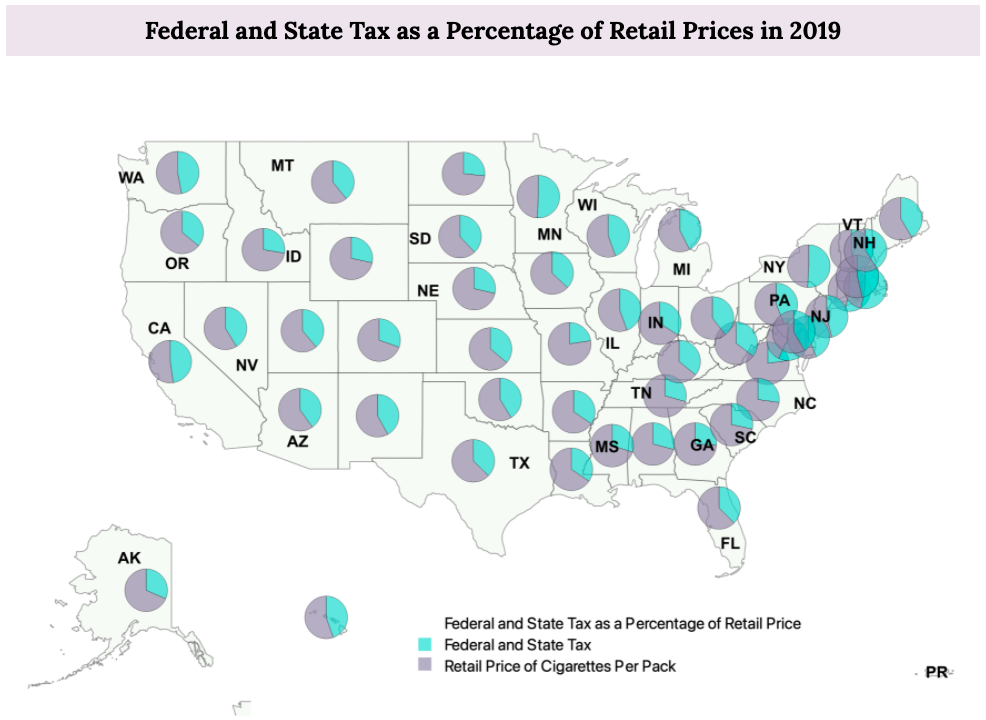 Federal and State Tax as a Percentage of Retail Prices in 2019
WA
MT
OR
ID
SD
NE
MN
WI
MI
NY
VT
NH
PA
NJ
CA
NV
IL
IN
AZ
TN
NC
SC
MS
GA
TX
FL
AK
Federal and State Tax as a Percentage of Retail Price
Federal and State Tax
Retail Price of Cigarettes Per Pack
PR